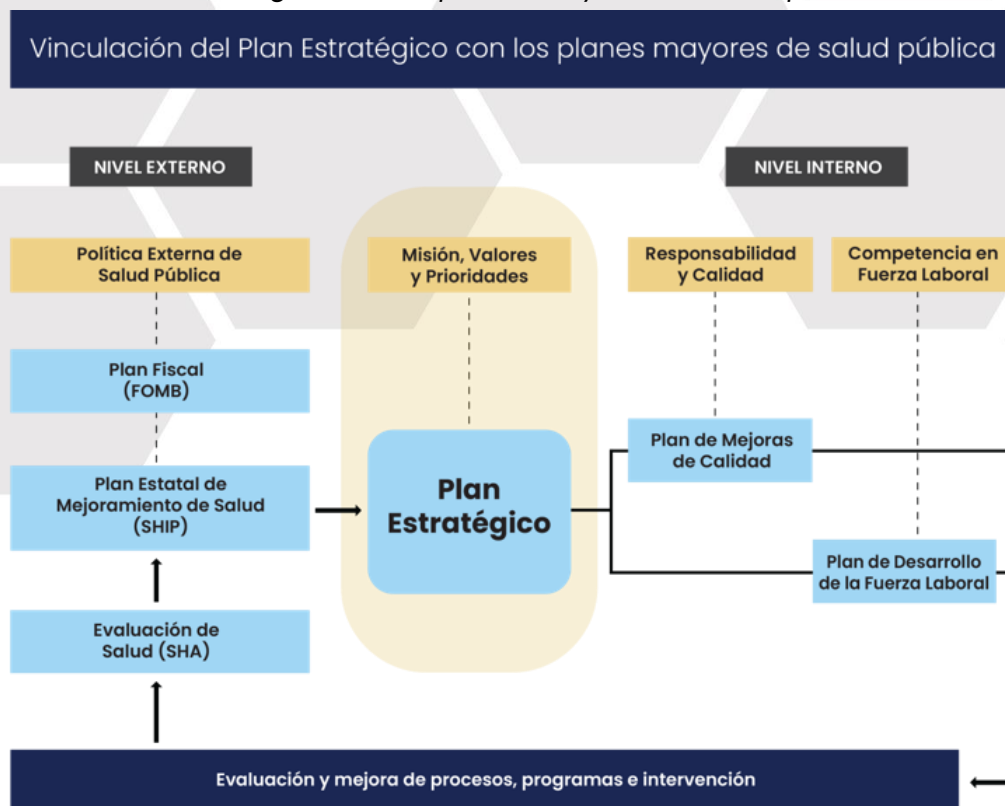 Vinculación del Plan Estratégico con los planes mayores de salud pública
NIVEL EXTERNO
NIVEL INTERNO
Política Externa de
Salud Pública
Misión, Valores
y Prioridades
Responsabilidad
y Calidad
Competencia en
Fuerza Laboral
Plan Fiscal
(FOMB)
Plan Estatal de
Mejoramiento de Salud
(SHIP)
Plan
Estratégico
Plan de Mejoras
de Calidad
Plan de Desarrollo
de la Fuerza Laboral
Evaluación de
Salud (SHA)
Evaluación y mejora de procesos, programas e intervención